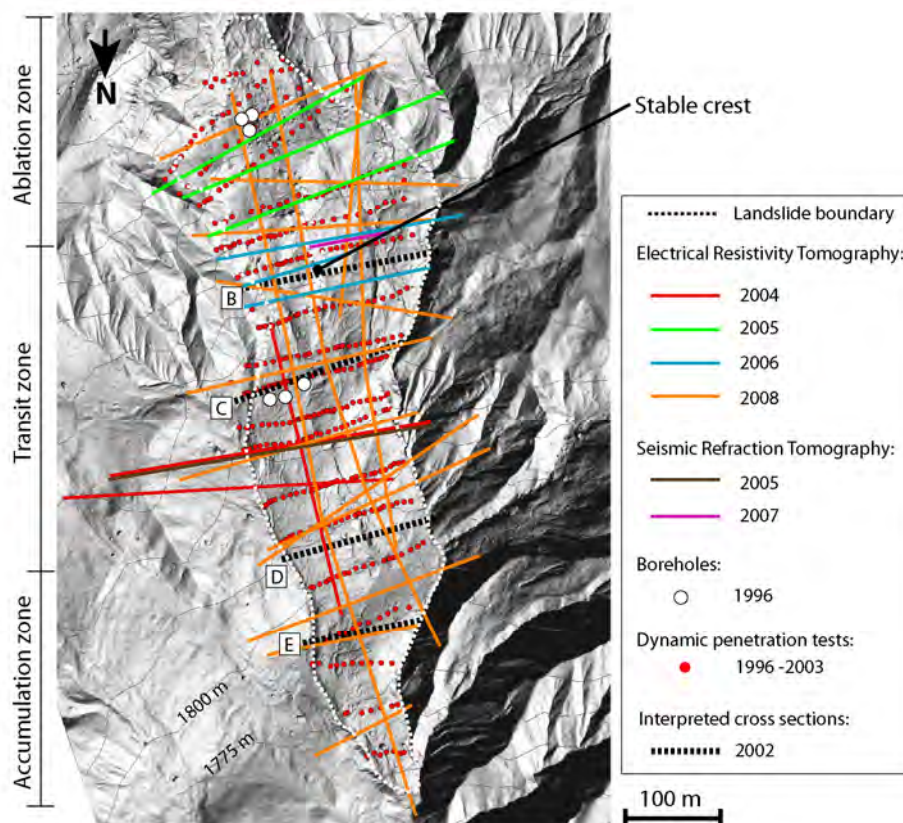 Ablation zone
Transit zone
Accumulation zone
N
Stable crest
B
C
D
E
1800 m
1775 m
Landslide boundary
Electrical Resistivity Tomography:
2004
2005
2006
2008
Seismic Refraction Tomography:
2005
2007
Boreholes:
1996
Dynamic penetration tests:
1996 -2003
Interpreted cross sections:
2002
100 m